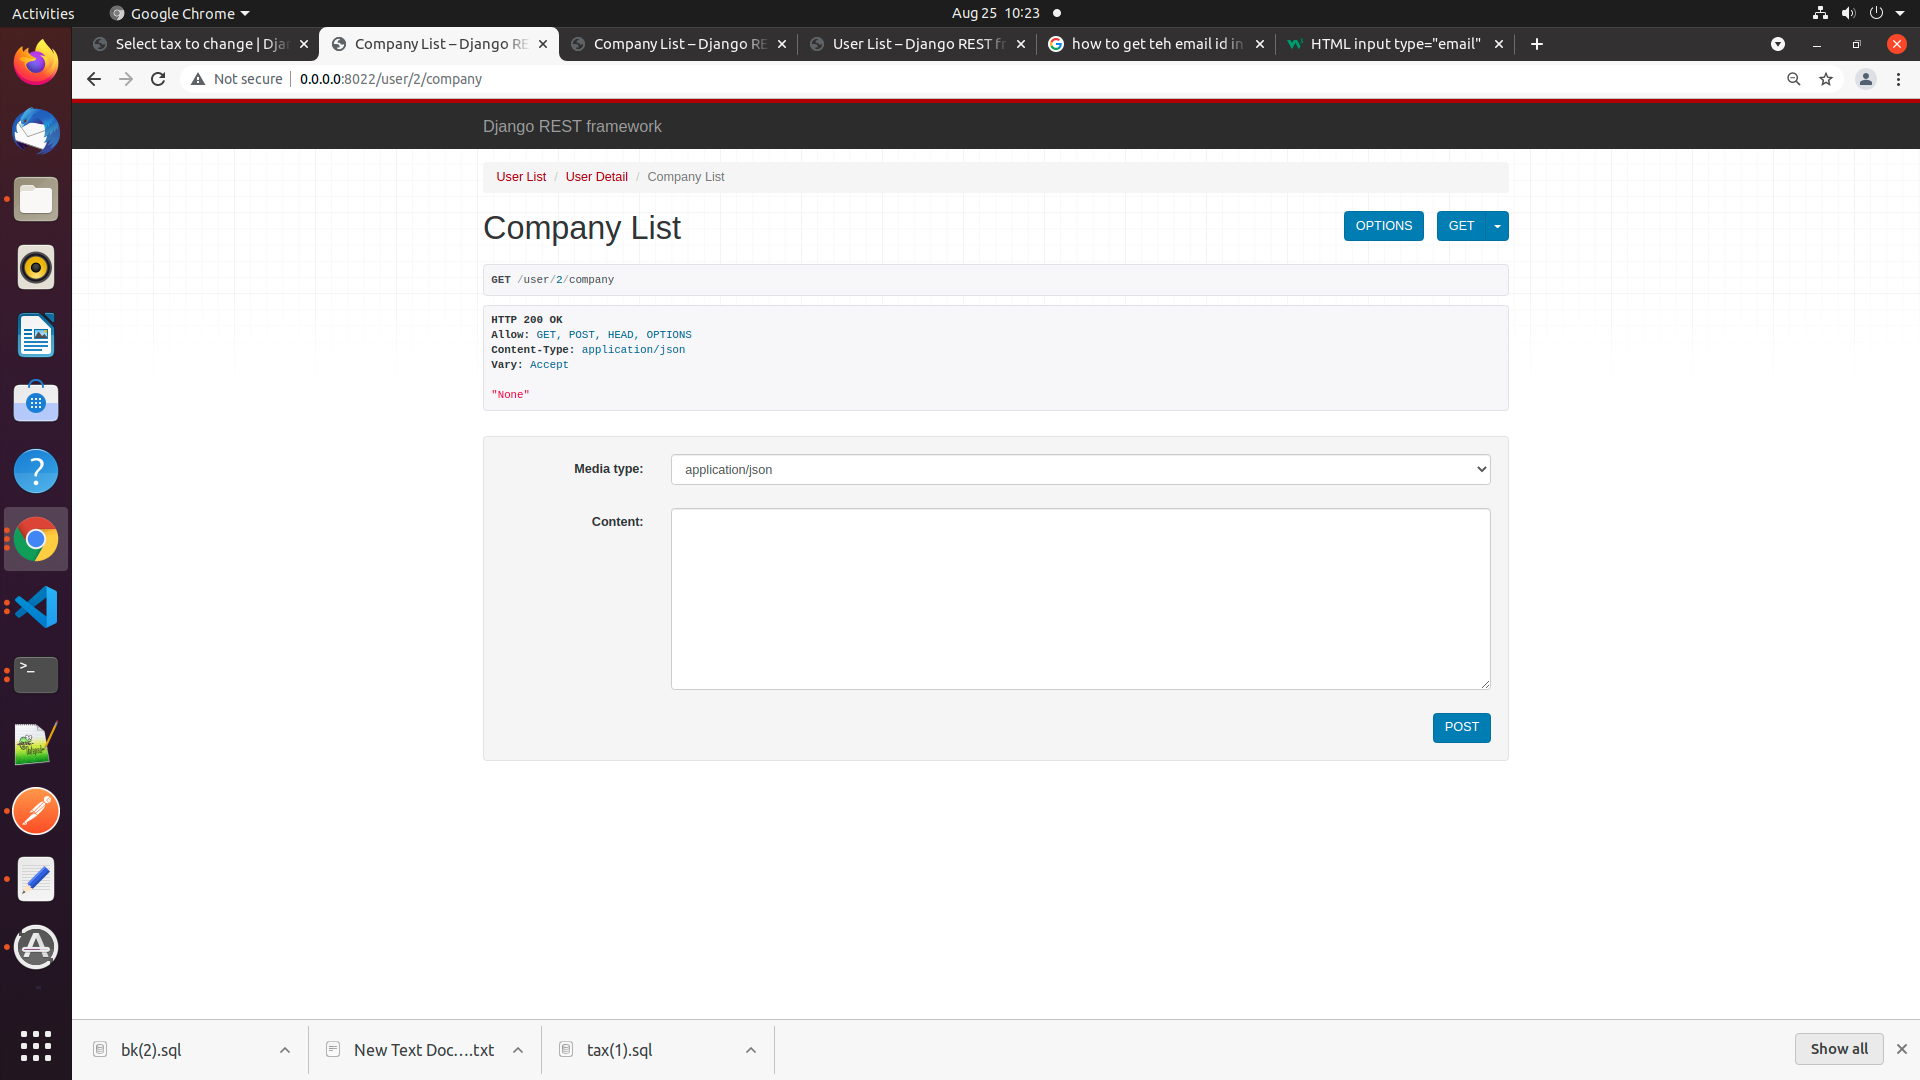 Activities
Google Chrome
Aug 25 10:23
Select tax to change | Djan
Company List – Django RE
Company List – Django RE
User List – Django REST fr
how to get teh email id in
HTML input type="email"
Not secure
0.0.0.0:8022/user/2/company
Django REST framework
User List / User Detail / Company List
Company List
OPTIONS
GET
GET /user/2/company
HTTP 200 OK
Allow: GET, POST, HEAD, OPTIONS
Content-Type: application/json
Vary: Accept
"None"
Media type:
application/json
Content:
POST
bk(2).sql
New Text Doc....txt
tax(1).sql
Show all